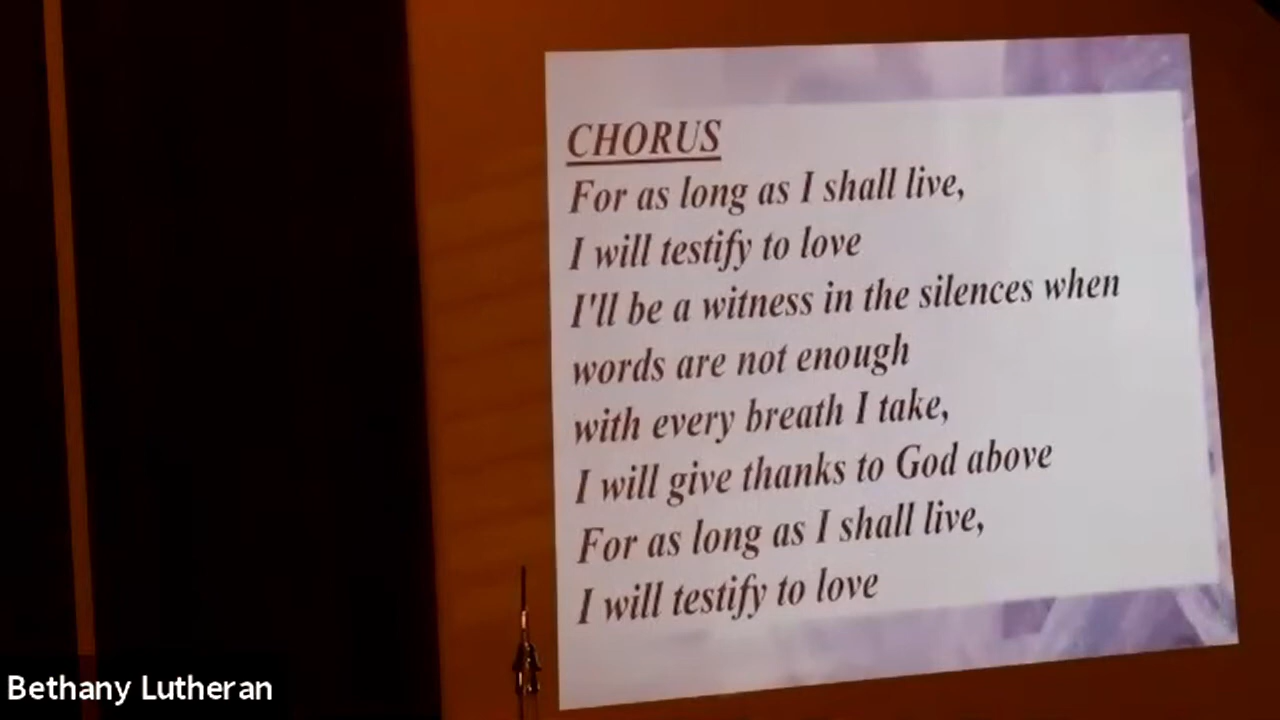 CHORUS
For as long as I shall live,
I will testify to love
I'll be a witness in the silences when
words are not enough
with every breath I take,
I will give thanks to God above
For as long as I shall live,
I will testify to love
Bethany Lutheran